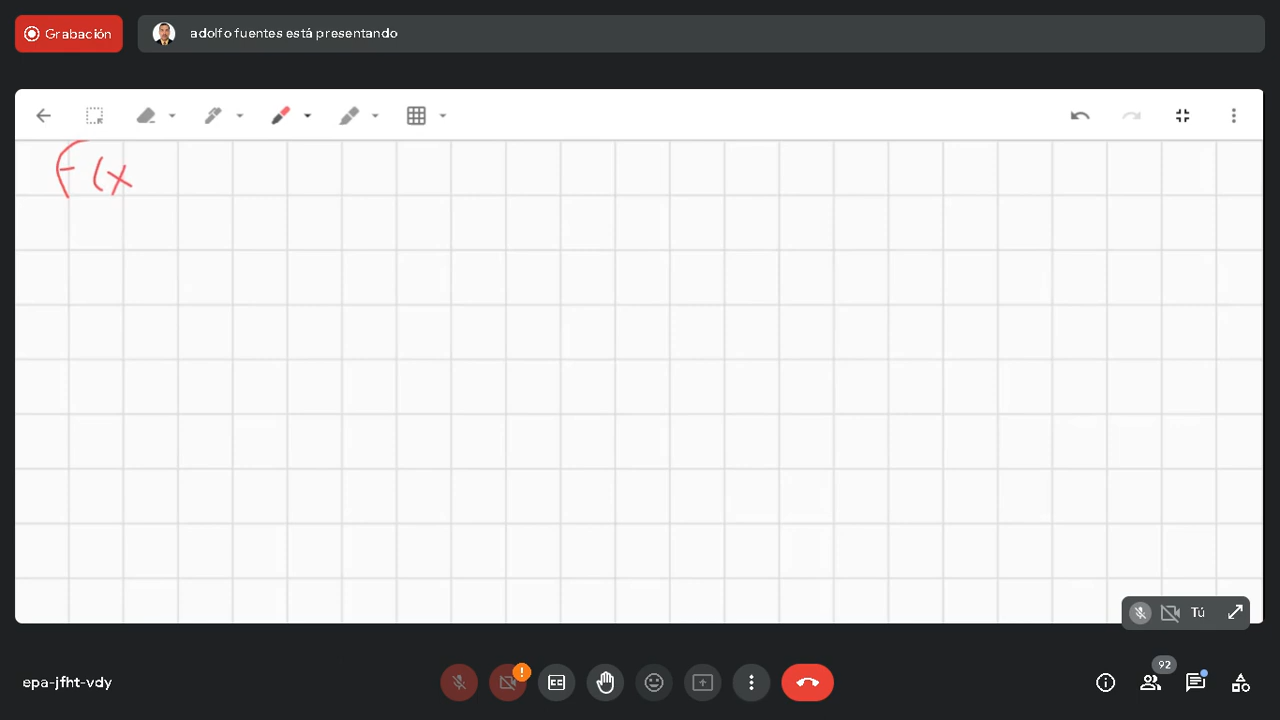 Grabación
adolfo fuentes está presentando
F(x
Tú
epa-jfht-vdy
92